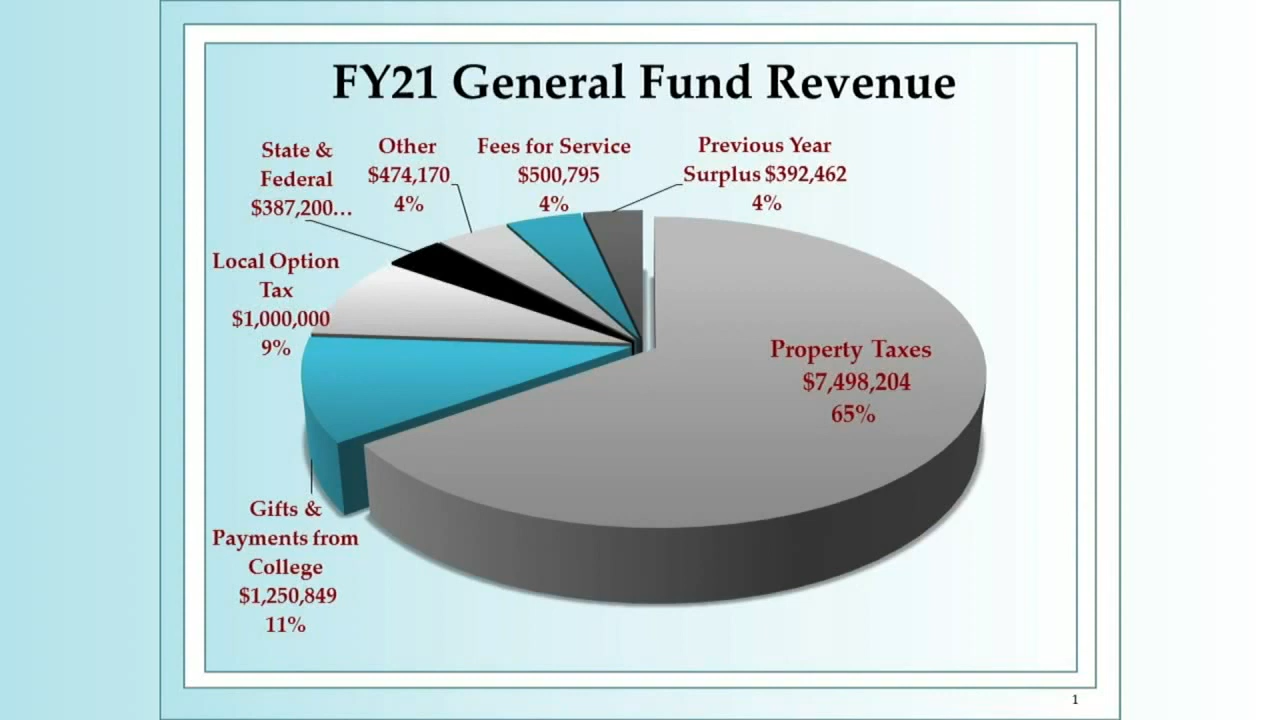 FY21 General Fund Revenue
State &
Federal
$387,200…
Other
$474,170
4%
Fees for Service
$500,795
4%
Previous Year
Surplus $392,462
4%
Local Option
Tax
$1,000,000
9%
Property Taxes
$7,498,204
65%
Gifts &
Payments from
College
$1,250,849
11%
1